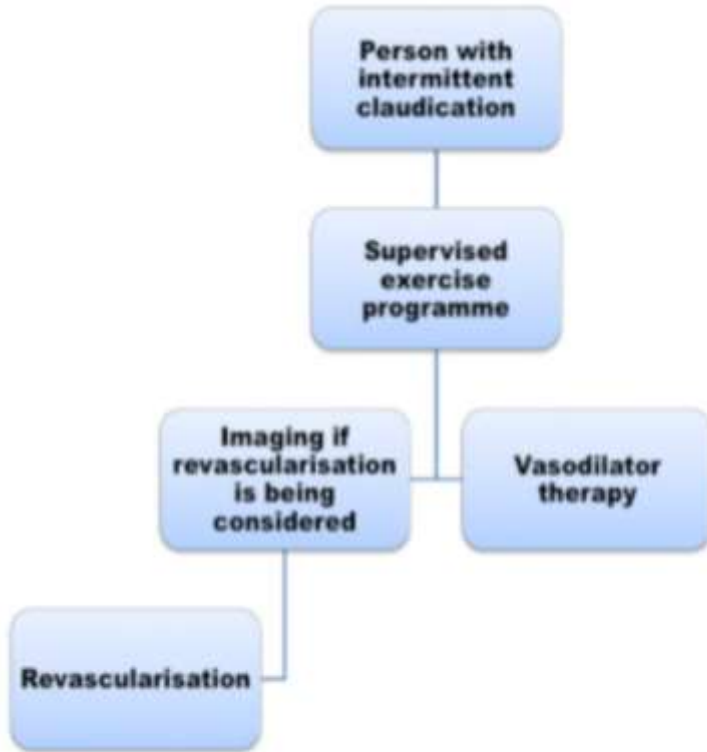 Person with
intermittent
claudication
Supervised
exercise
programme
Imaging if
revascularisation
is being
considered
Vasodilator
therapy
Revascularisation